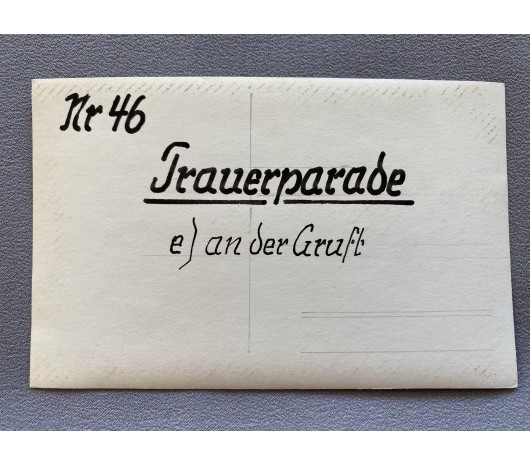 Nr 46
Trauerparade
e) an der Gruft